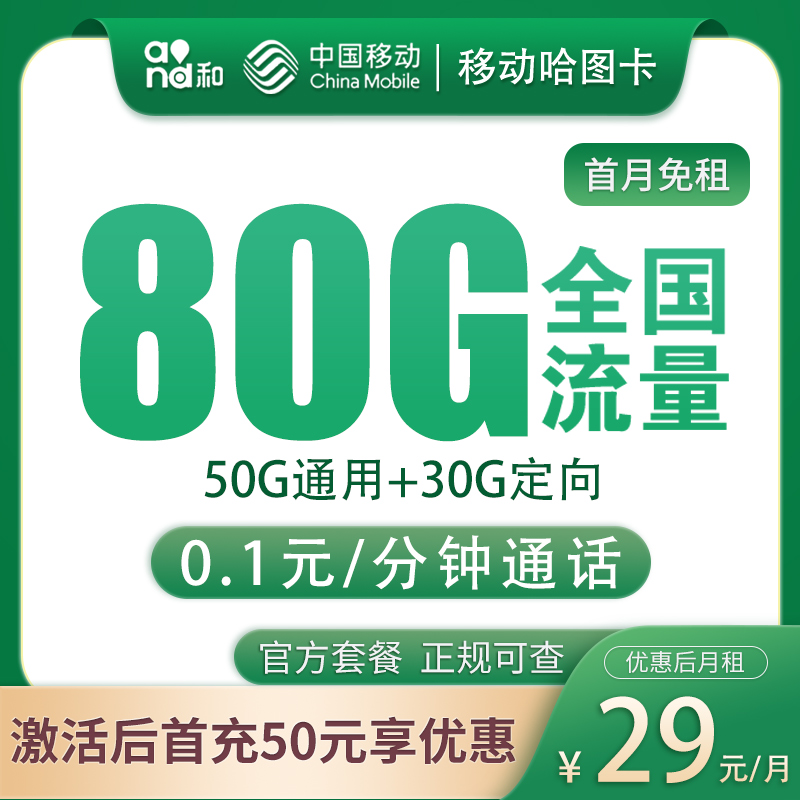 and和 中国移动 China Mobile | 移动哈图卡
首月免租
80G全国流量
50G通用+30G定向
0.1元/分钟通话
官方套餐 正规可查
优惠后月租
激活后首充50元享优惠
¥29元/月